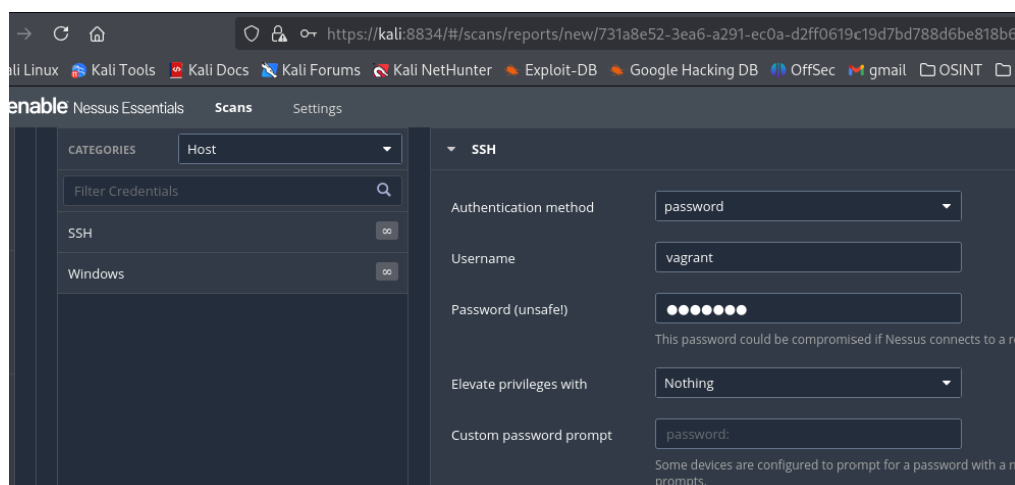 https://kali:8834/#/scans/reports/new/731a8e52-3ea6-a291-ec0a-d2ff0619c19d7bd788d6be818b6
ali Linux Kali Tools Kali Docs Kali Forums Kali NetHunter Exploit-DB Google Hacking DB OffSec gmail OSINT
enable Nessus Essentials Scans Settings
CATEGORIES Host
SSH
Filter Credentials
Authentication method password
SSH ∞
Username vagrant
Windows ∞
Password (unsafe!) ●●●●●●●
This password could be compromised if Nessus connects to a r
Elevate privileges with Nothing
Custom password prompt password:
Some devices are configured to prompt for a password with a n
prompts.